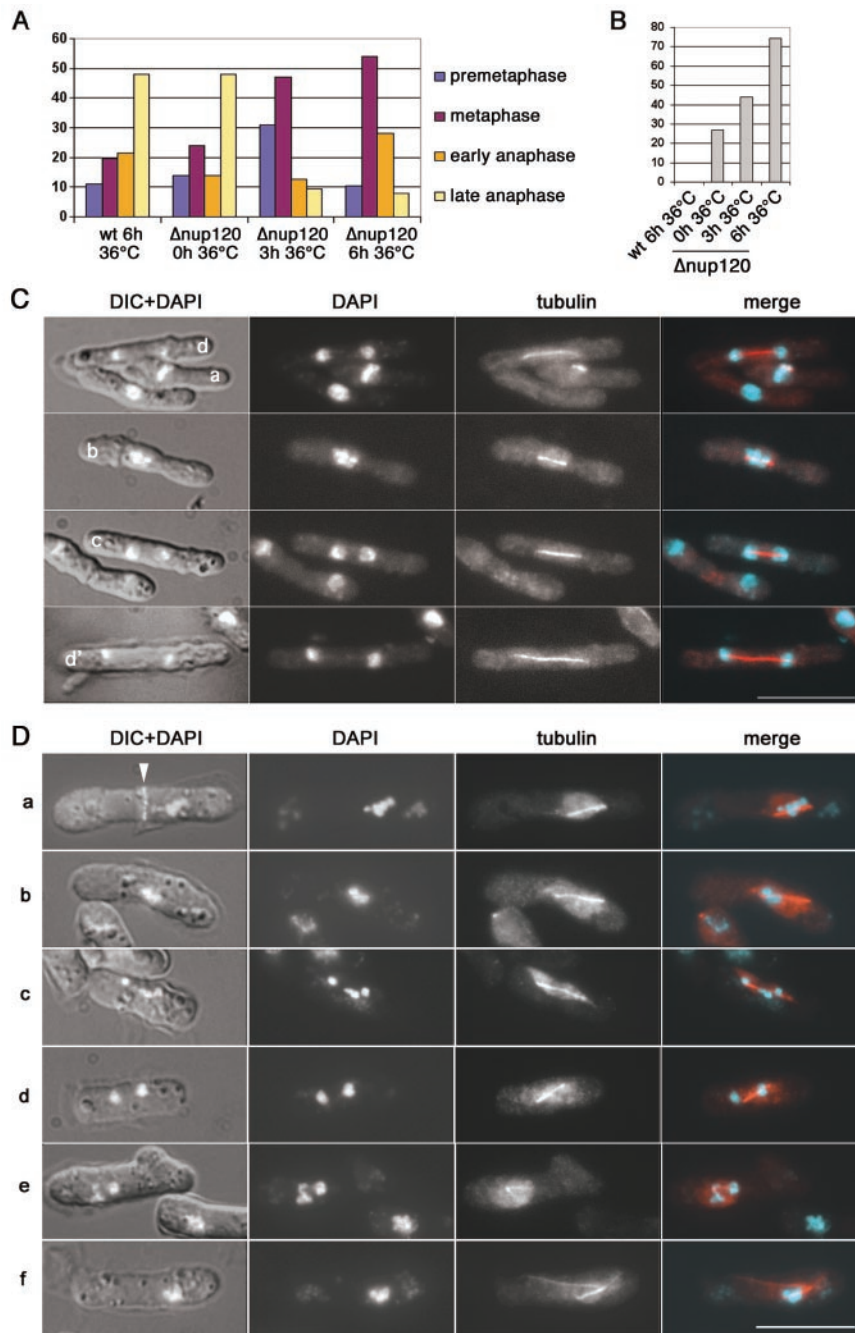 A
60
50
40
30
20
10
0
wt 6h
36°C
Δnup120
0h 36°C
Δnup120
3h 36°C
Δnup120
6h 36°C
premetaphase
metaphase
early anaphase
late anaphase
B
80
70
60
50
40
30
20
10
0
wt 6h 36°C
0h 36°C
3h 36°C
6h 36°C
Δnup120
C
DIC+DAPI DAPI tubulin merge
d
a
b
c
d'
D
DIC+DAPI DAPI tubulin merge
a
b
c
d
e
f